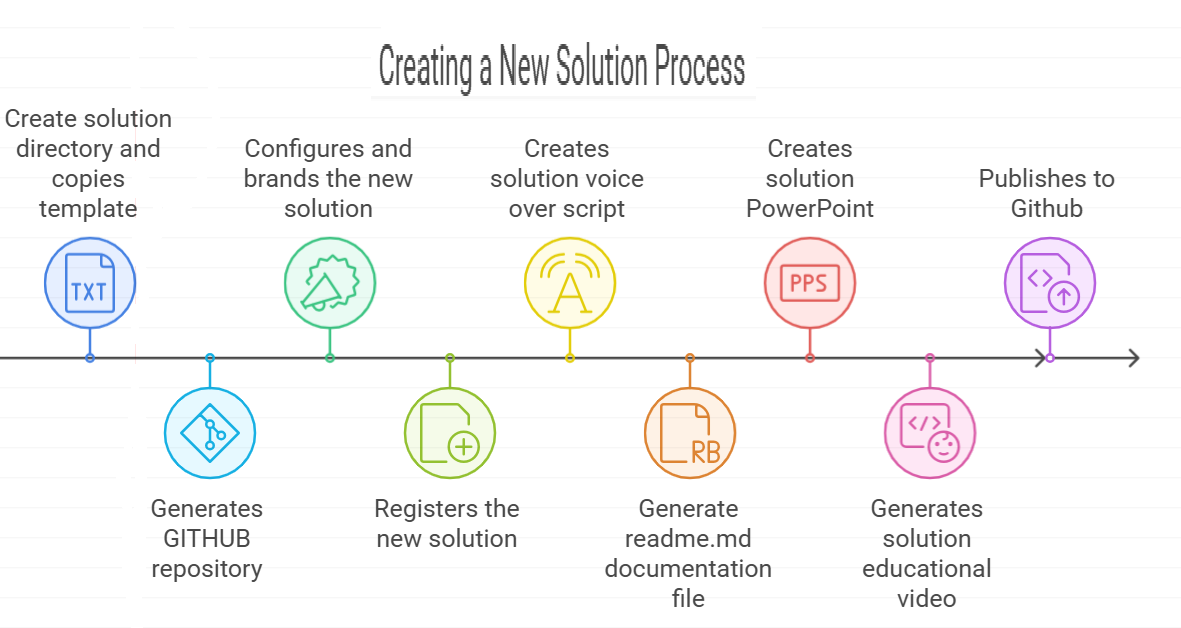 Creating a New Solution Process
Create solution
directory and
copies
template
TXT
Generates
GITHUB
repository
Configures and
brands the new
solution
Registers the
new solution
Creates
solution voice
over script
A
RB
Generate
readme.md
documentation
file
Creates
solution
PowerPoint
PPS
</>
Generates
solution
educational
video
Publishes to
Github
<>